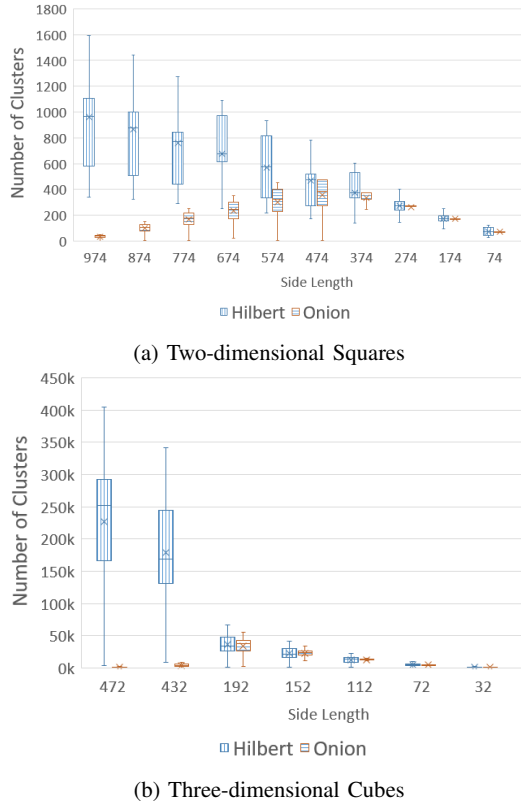 1800
1600
1400
1200
1000
800
600
400
200
0
Number of Clusters
974 874 774 674 574 474 374 274 174 74
Side Length
Hilbert Onion
(a) Two-dimensional Squares
450k
400k
350k
300k
250k
200k
150k
100k
50k
0k
Number of Clusters
472 432 192 152 112 72 32
Side Length
Hilbert Onion
(b) Three-dimensional Cubes